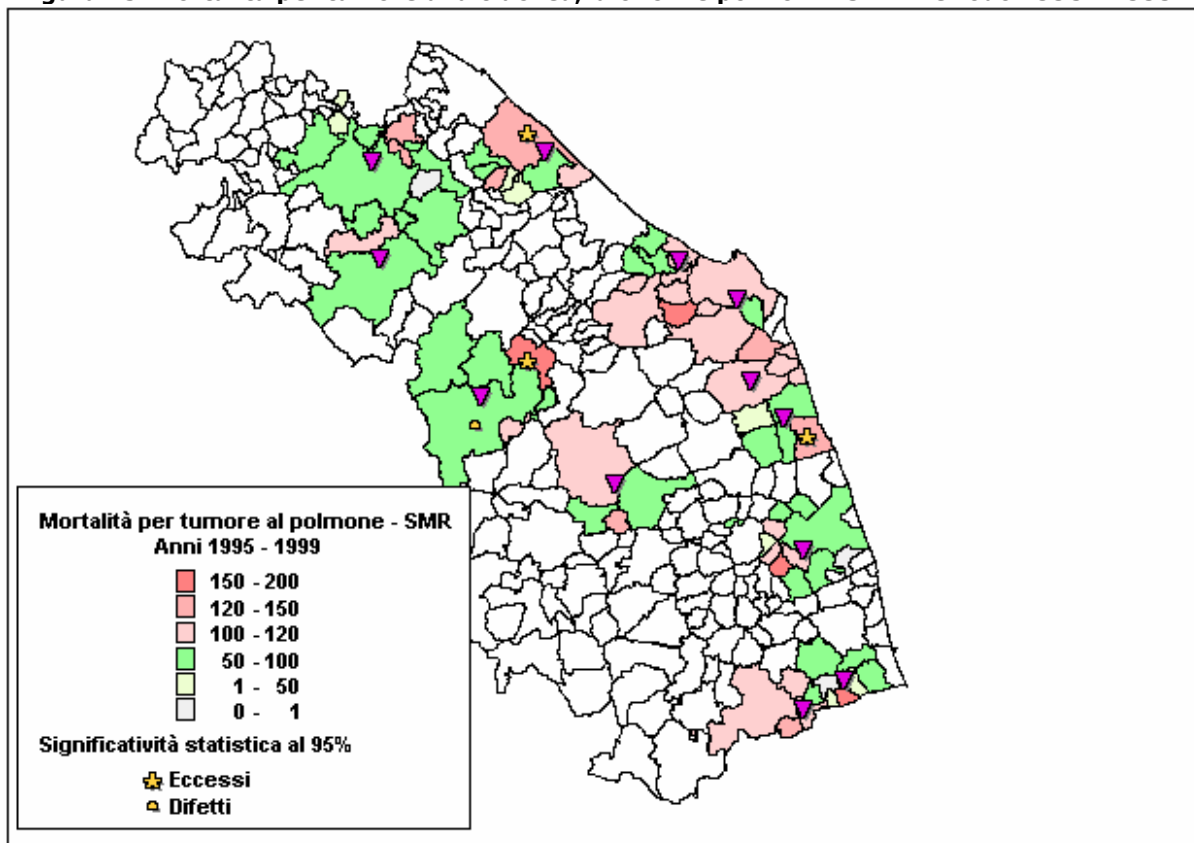 Mortalità per tumore al polmone - SMR
Anni 1995 - 1999
150 - 200
120 - 150
100 - 120
50 - 100
1 - 50
0 - 1
Significatività statistica al 95%
Eccessi
Difetti